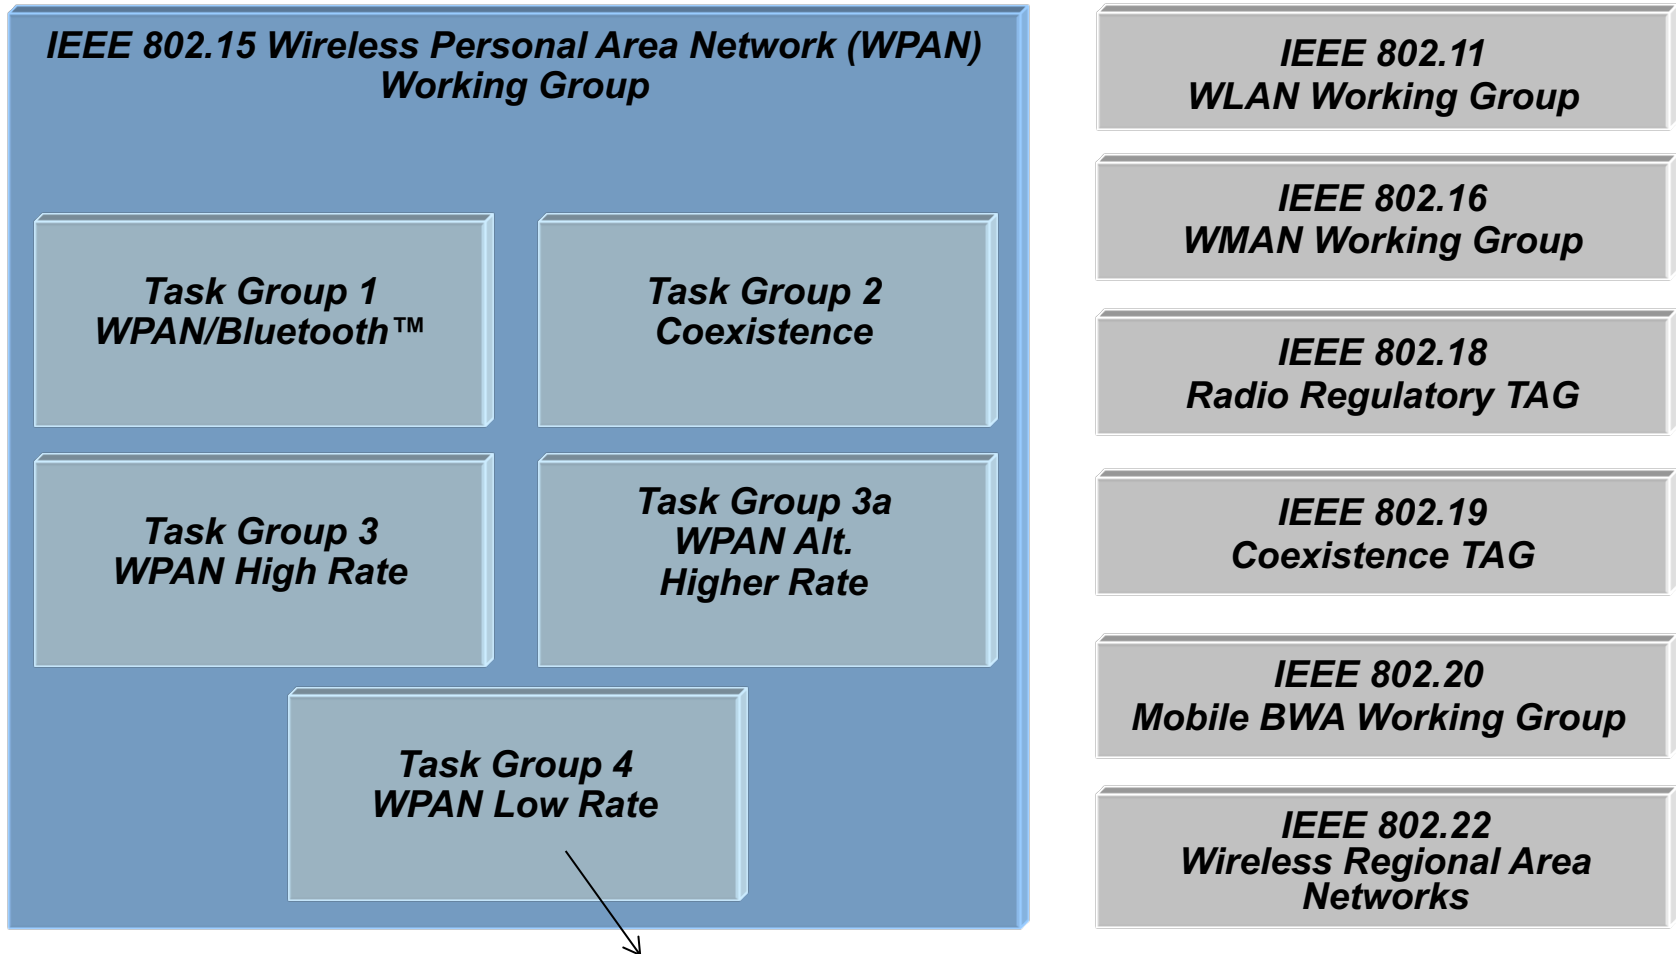 IEEE 802.15 Wireless Personal Area Network (WPAN)
Working Group
Task Group 1
WPAN/Bluetooth™
Task Group 2
Coexistence
Task Group 3
WPAN High Rate
Task Group 3a
WPAN Alt.
Higher Rate
Task Group 4
WPAN Low Rate
IEEE 802.11
WLAN Working Group
IEEE 802.16
WMAN Working Group
IEEE 802.18
Radio Regulatory TAG
IEEE 802.19
Coexistence TAG
IEEE 802.20
Mobile BWA Working Group
IEEE 802.22
Wireless Regional Area
Networks